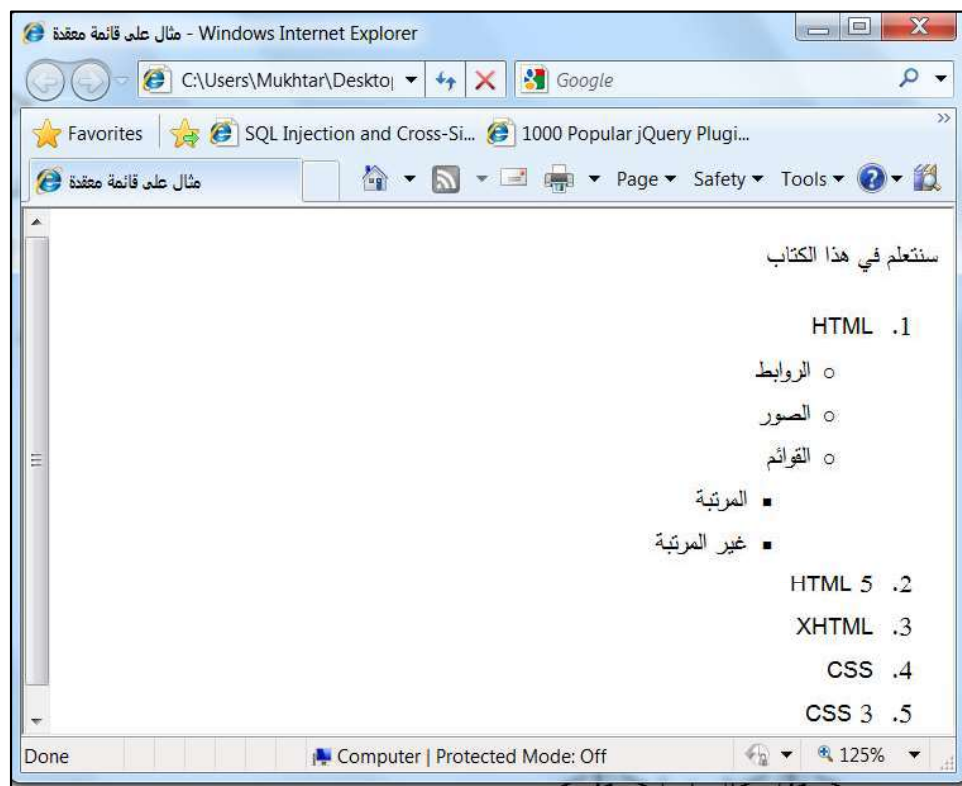 مثال على قائمة معقدة - Windows Internet Explorer
C:\Users\Mukhtar\Desktop
Google
Favorites SQL Injection and Cross-Si... 1000 Popular jQuery Plugi...
مثال على قائمة معقدة
Page Safety Tools
سنتعلم في هذا الكتاب
1. HTML
○ الروابط
○ الصور
○ القوائم
▪ المرتبة
▪ غير المرتبة
2. HTML 5
3. XHTML
4. CSS
5. CSS 3
Done Computer | Protected Mode: Off 125%